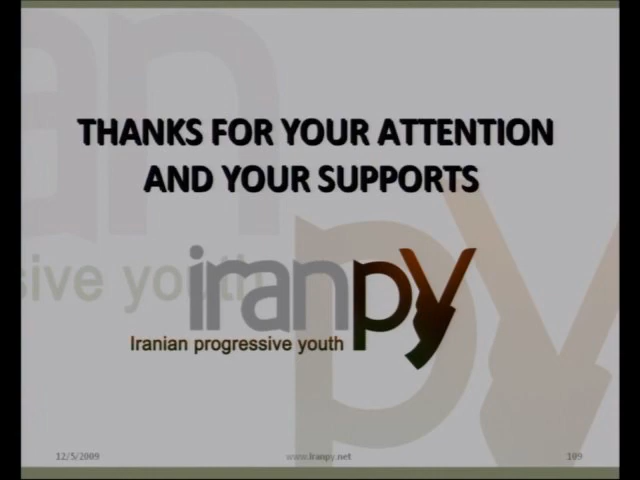 THANKS FOR YOUR ATTENTION
AND YOUR SUPPORTS
iranpy
Iranian progressive youth
12/5/2009
www.iranpy.net
109